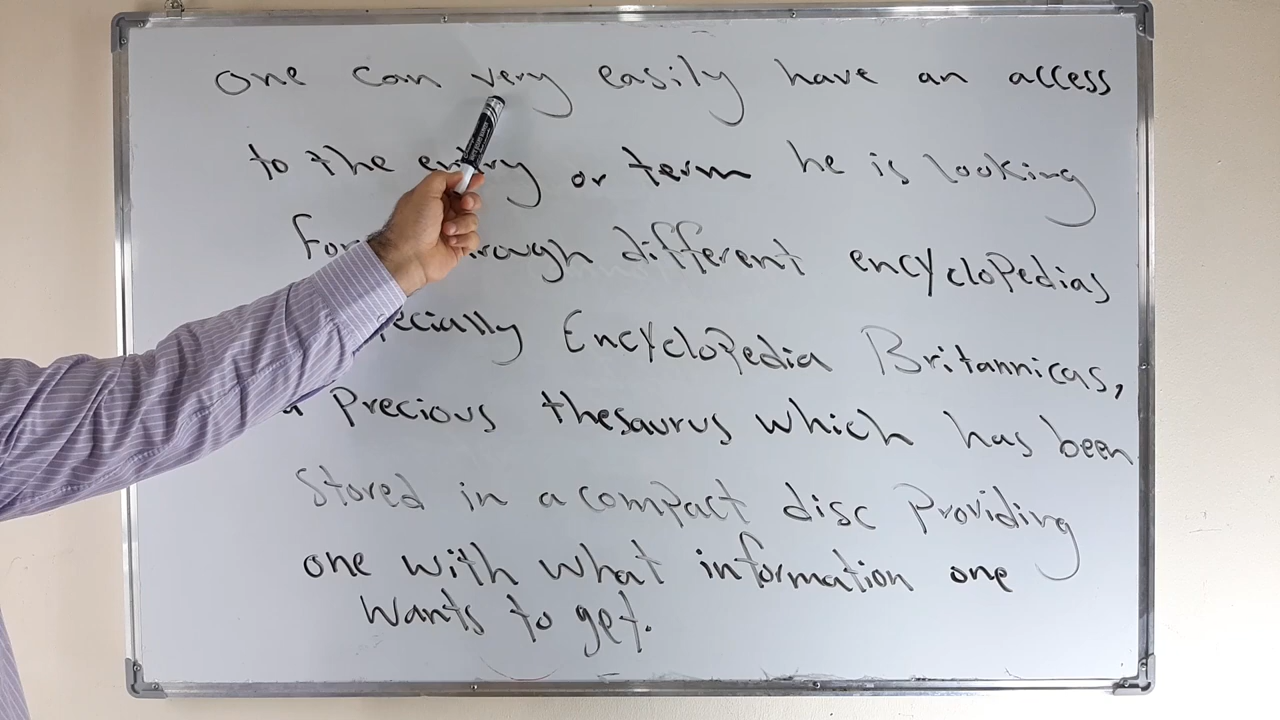 one can very easily have an access
to the entry or term he is looking
for through different encyclopedias
especially Encyclopedia Britannicas,
a precious thesaurus which has been
stored in a compact disc providing
one with what information one
wants to get.